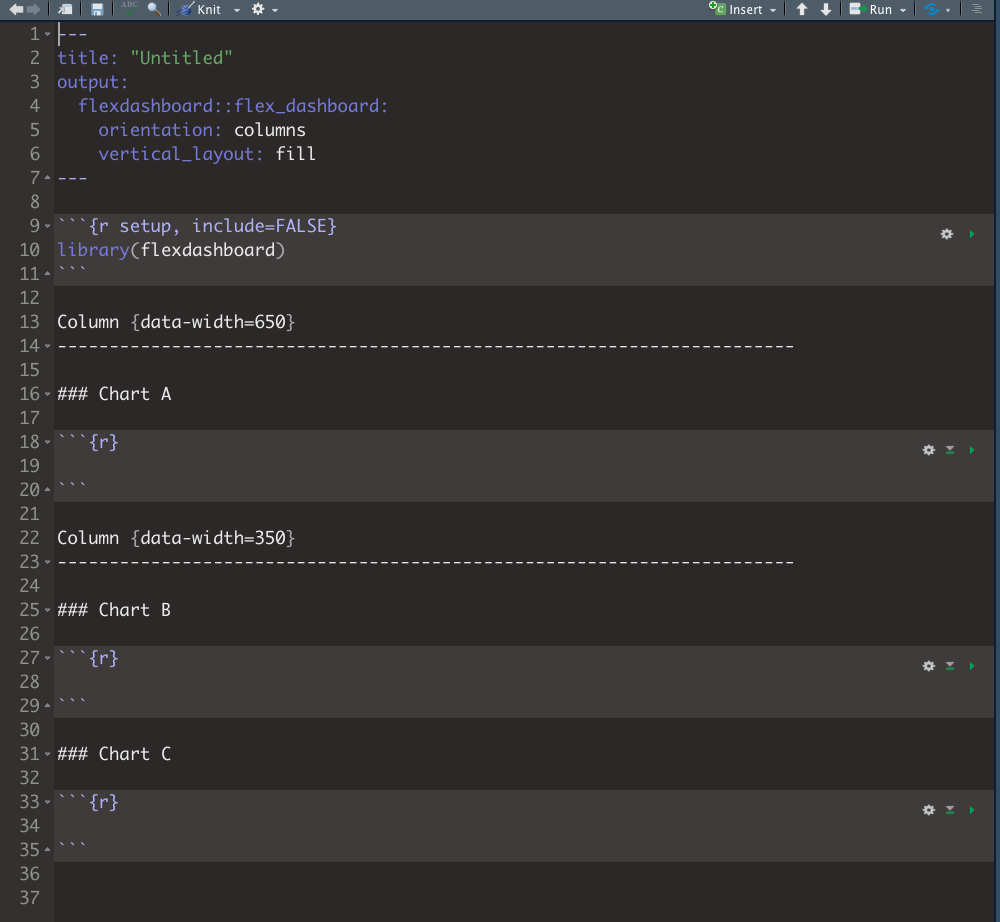 ABC Knit Insert Run
1 ---
2 title: "Untitled"
3 output:
4   flexdashboard::flex_dashboard:
5     orientation: columns
6     vertical_layout: fill
7 ---
8
9 ```{r setup, include=FALSE}
10 library(flexdashboard)
11 ```
12
13 Column {data-width=650}
14 -----------------------------------------------------------------------
15
16 ### Chart A
17
18 ```{r}
19
20 ```
21
22 Column {data-width=350}
23 -----------------------------------------------------------------------
24
25 ### Chart B
26
27 ```{r}
28
29 ```
30
31 ### Chart C
32
33 ```{r}
34
35 ```
36
37